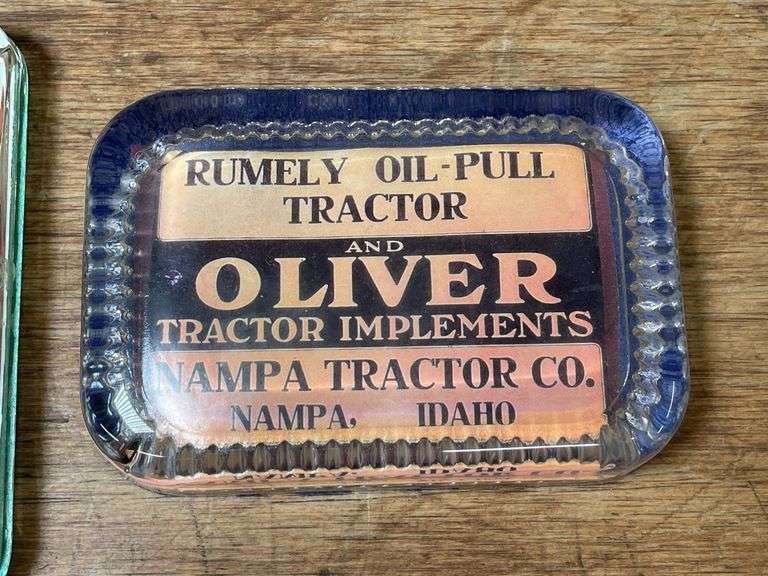 RUMELY OIL-PULL
TRACTOR
AND
OLIVER
TRACTOR IMPLEMENTS
NAMPA TRACTOR CO.
NAMPA, IDAHO